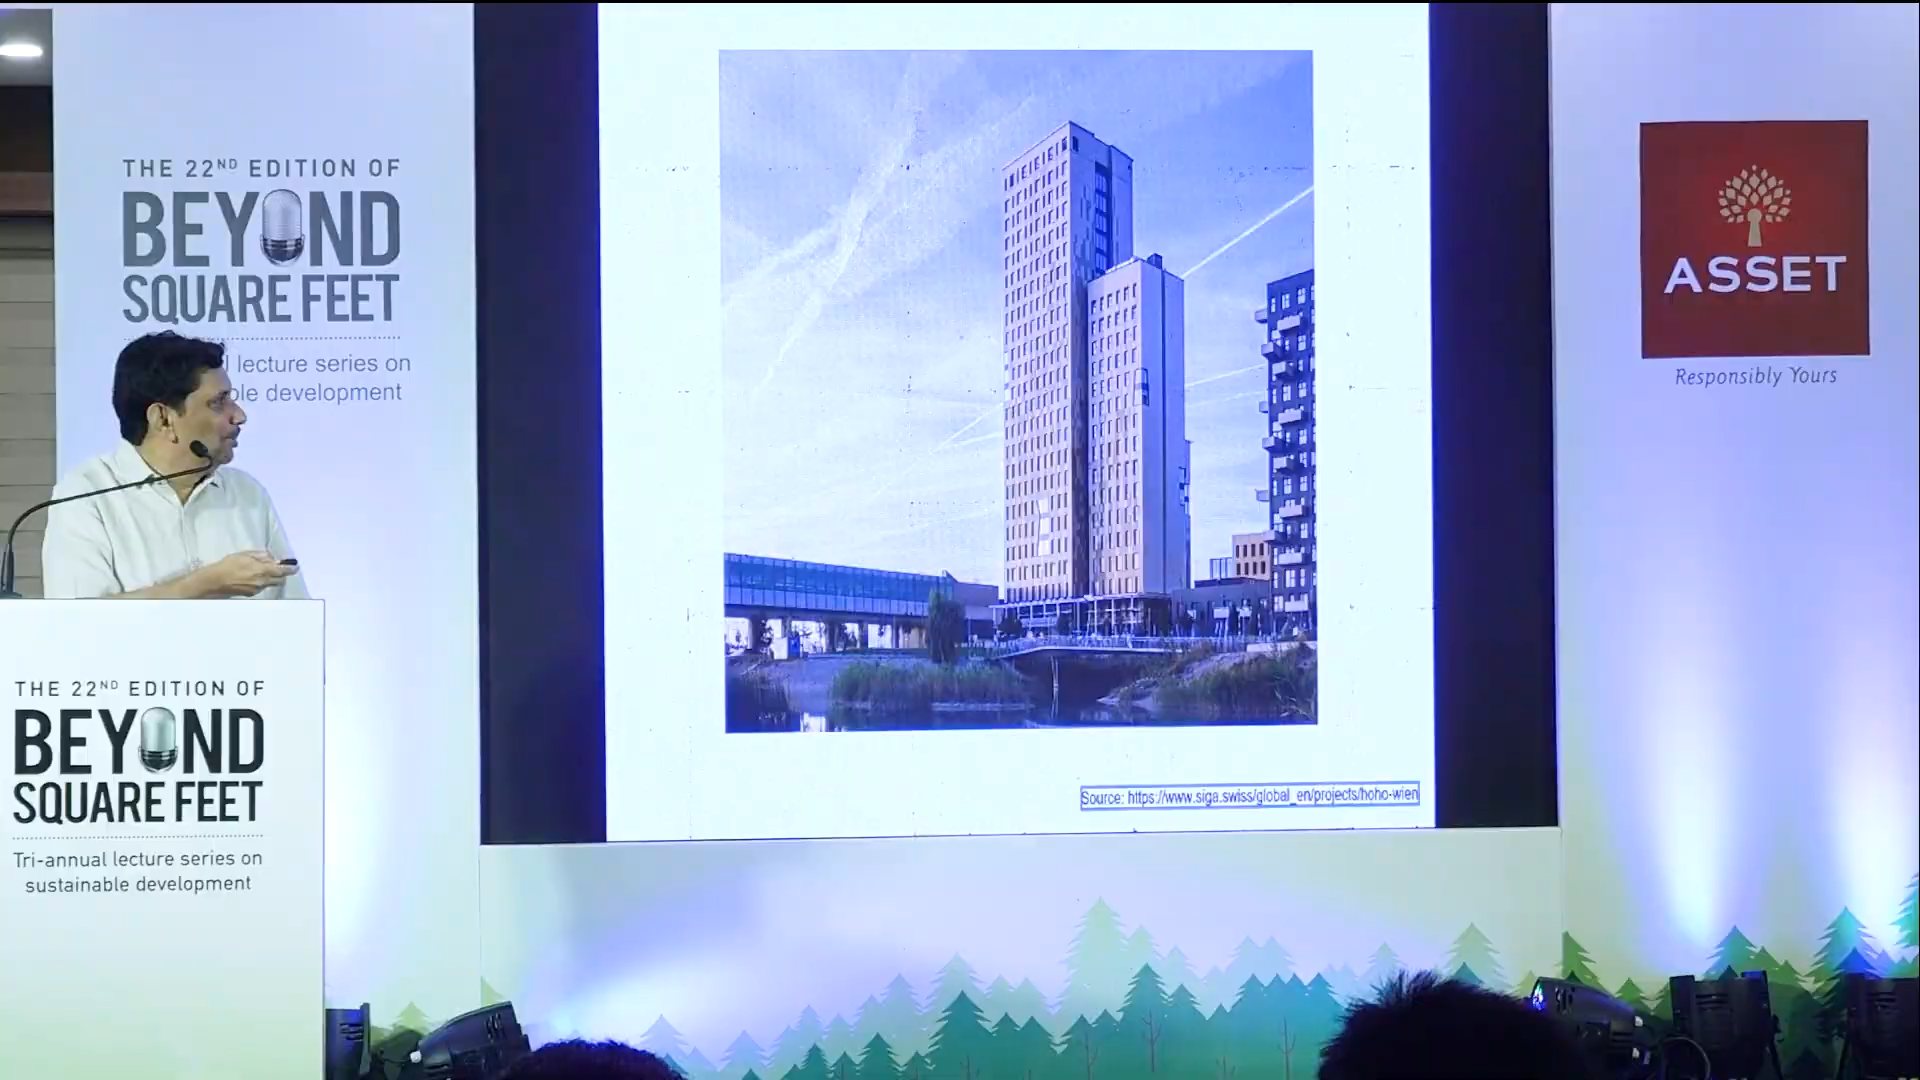 THE 22ND EDITION OF
BEYOND
SQUARE FEET
lecture series on
development
THE 22ND EDITION OF
BEYOND
SQUARE FEET
Tri-annual lecture series on
sustainable development
Source: https://www.siga.swiss/global_en/projects/hoho-wien
ASSET
Responsibly Yours